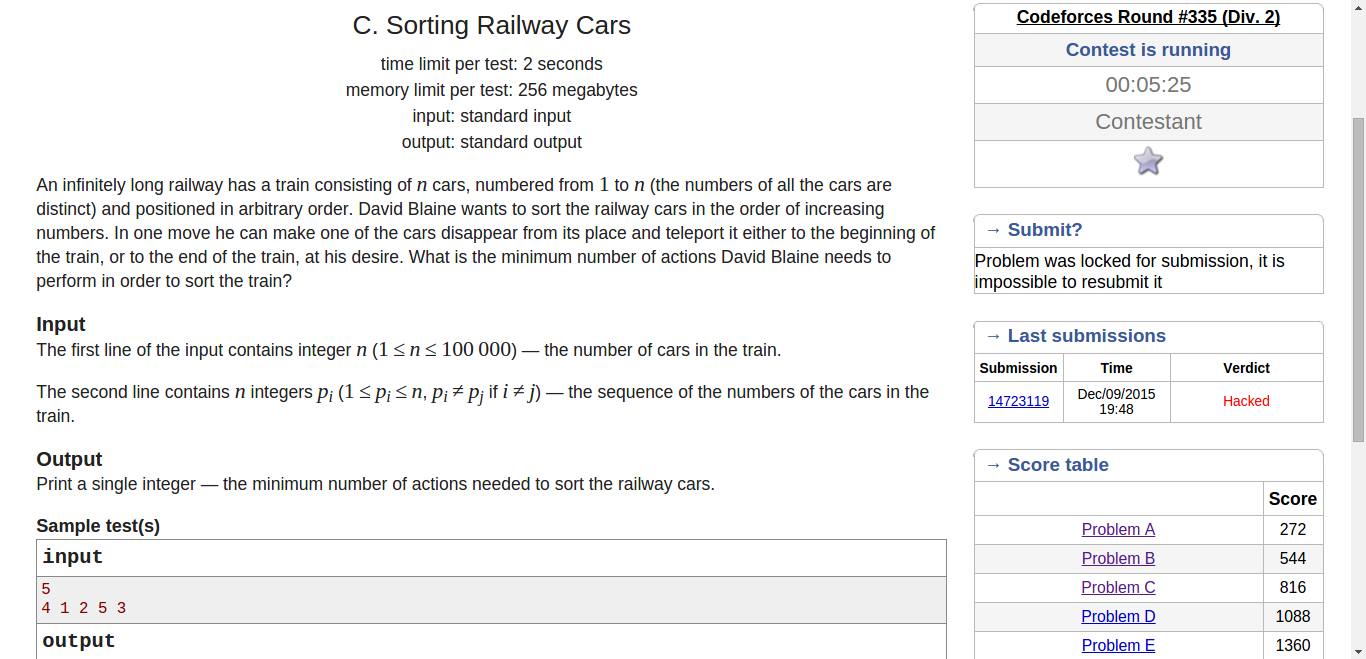 C. Sorting Railway Cars
time limit per test: 2 seconds
memory limit per test: 256 megabytes
input: standard input
output: standard output
An infinitely long railway has a train consisting of n cars, numbered from 1 to n (the numbers of all the cars are
distinct) and positioned in arbitrary order. David Blaine wants to sort the railway cars in the order of increasing
numbers. In one move he can make one of the cars disappear from its place and teleport it either to the beginning of
the train, or to the end of the train, at his desire. What is the minimum number of actions David Blaine needs to
perform in order to sort the train?
Input
The first line of the input contains integer n (1 ≤ n ≤ 100 000) — the number of cars in the train.
The second line contains n integers pi (1 ≤ pi ≤ n, pi ≠ pj if i ≠ j) — the sequence of the numbers of the cars in the
train.
Output
Print a single integer — the minimum number of actions needed to sort the railway cars.
Sample test(s)
input
5
4 1 2 5 3
output
Codeforces Round #335 (Div. 2)
Contest is running
00:05:25
Contestant
→ Submit?
Problem was locked for submission, it is
impossible to resubmit it
→ Last submissions
Submission Time Verdict
14723119 Dec/09/2015 19:48 Hacked
→ Score table
Score
Problem A 272
Problem B 544
Problem C 816
Problem D 1088
Problem E 1360